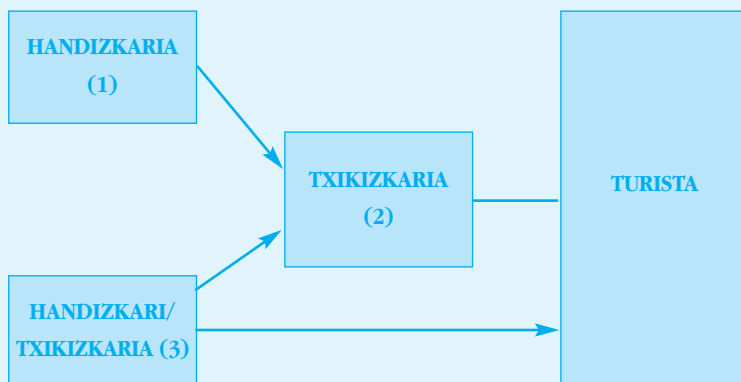 HANDIZKARIA
(1)
TXIKIZKARIA
(2)
TURISTA
HANDIZKARI/
TXIKIZKARIA (3)